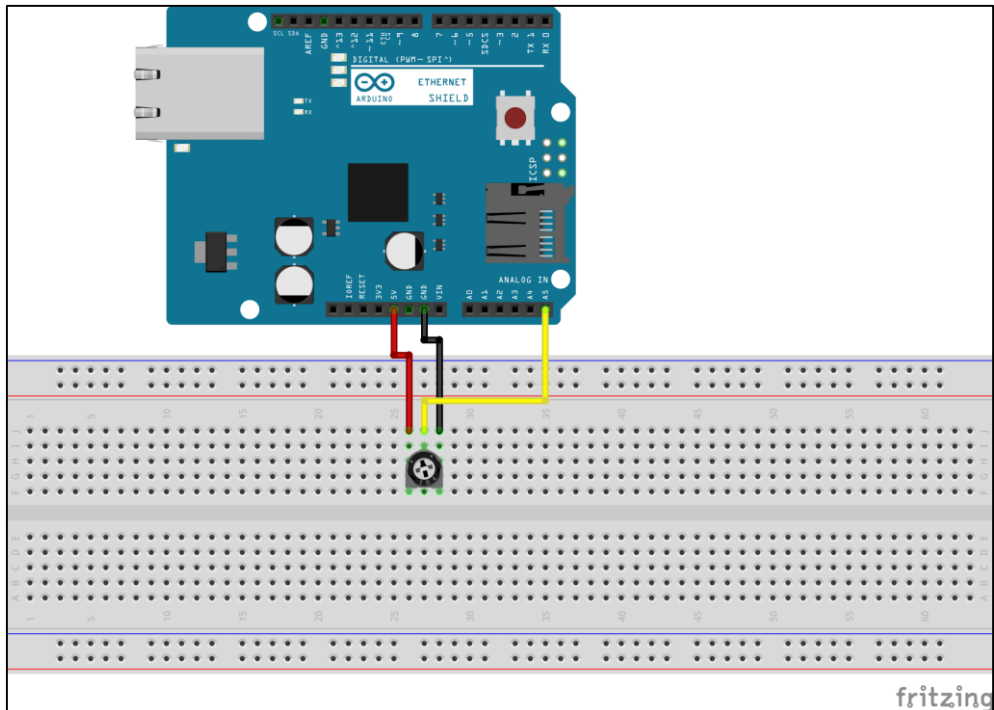 SCL SDA AREF GND ~13 ~12 ~11 ~9 8 7 ~6 ~5 SDCS ~3 2 TX 1 RX 0
DIGITAL (PWM~ SPI^)
ARDUINO
ETHERNET
SHIELD
TX
RX
ICSP
ANALOG IN
IOREF RESET 3V3 5V GND GND VIN A0 A1 A2 A3 A4 A5
1 5 10 15 20 25 30 35 40 45 50 55 60
J J
I I
H H
G G
F F
E E
D D
C C
B B
A A
1 5 10 15 20 25 30 35 40 45 50 55 60
fritzing